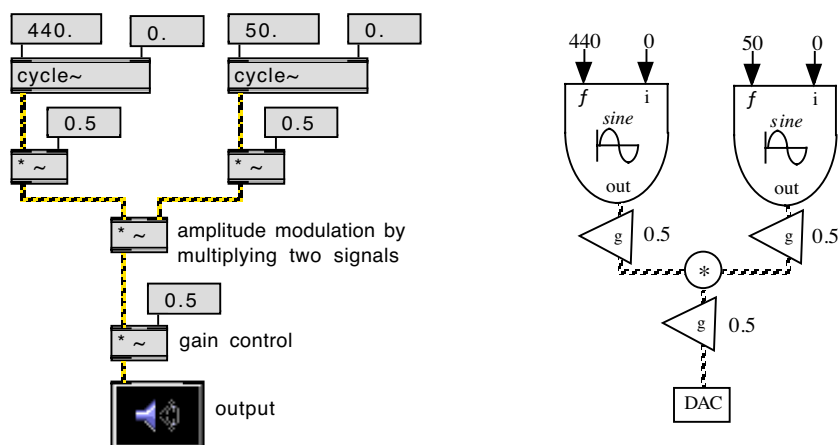 440.
0.
50.
0.
cycle~
cycle~
0.5
0.5
* ~
* ~
* ~
amplitude modulation by
multiplying two signals
0.5
* ~
gain control
output
440
0
50
0
f
i
f
i
sine
sine
out
out
g
0.5
g
0.5
*
g
0.5
DAC